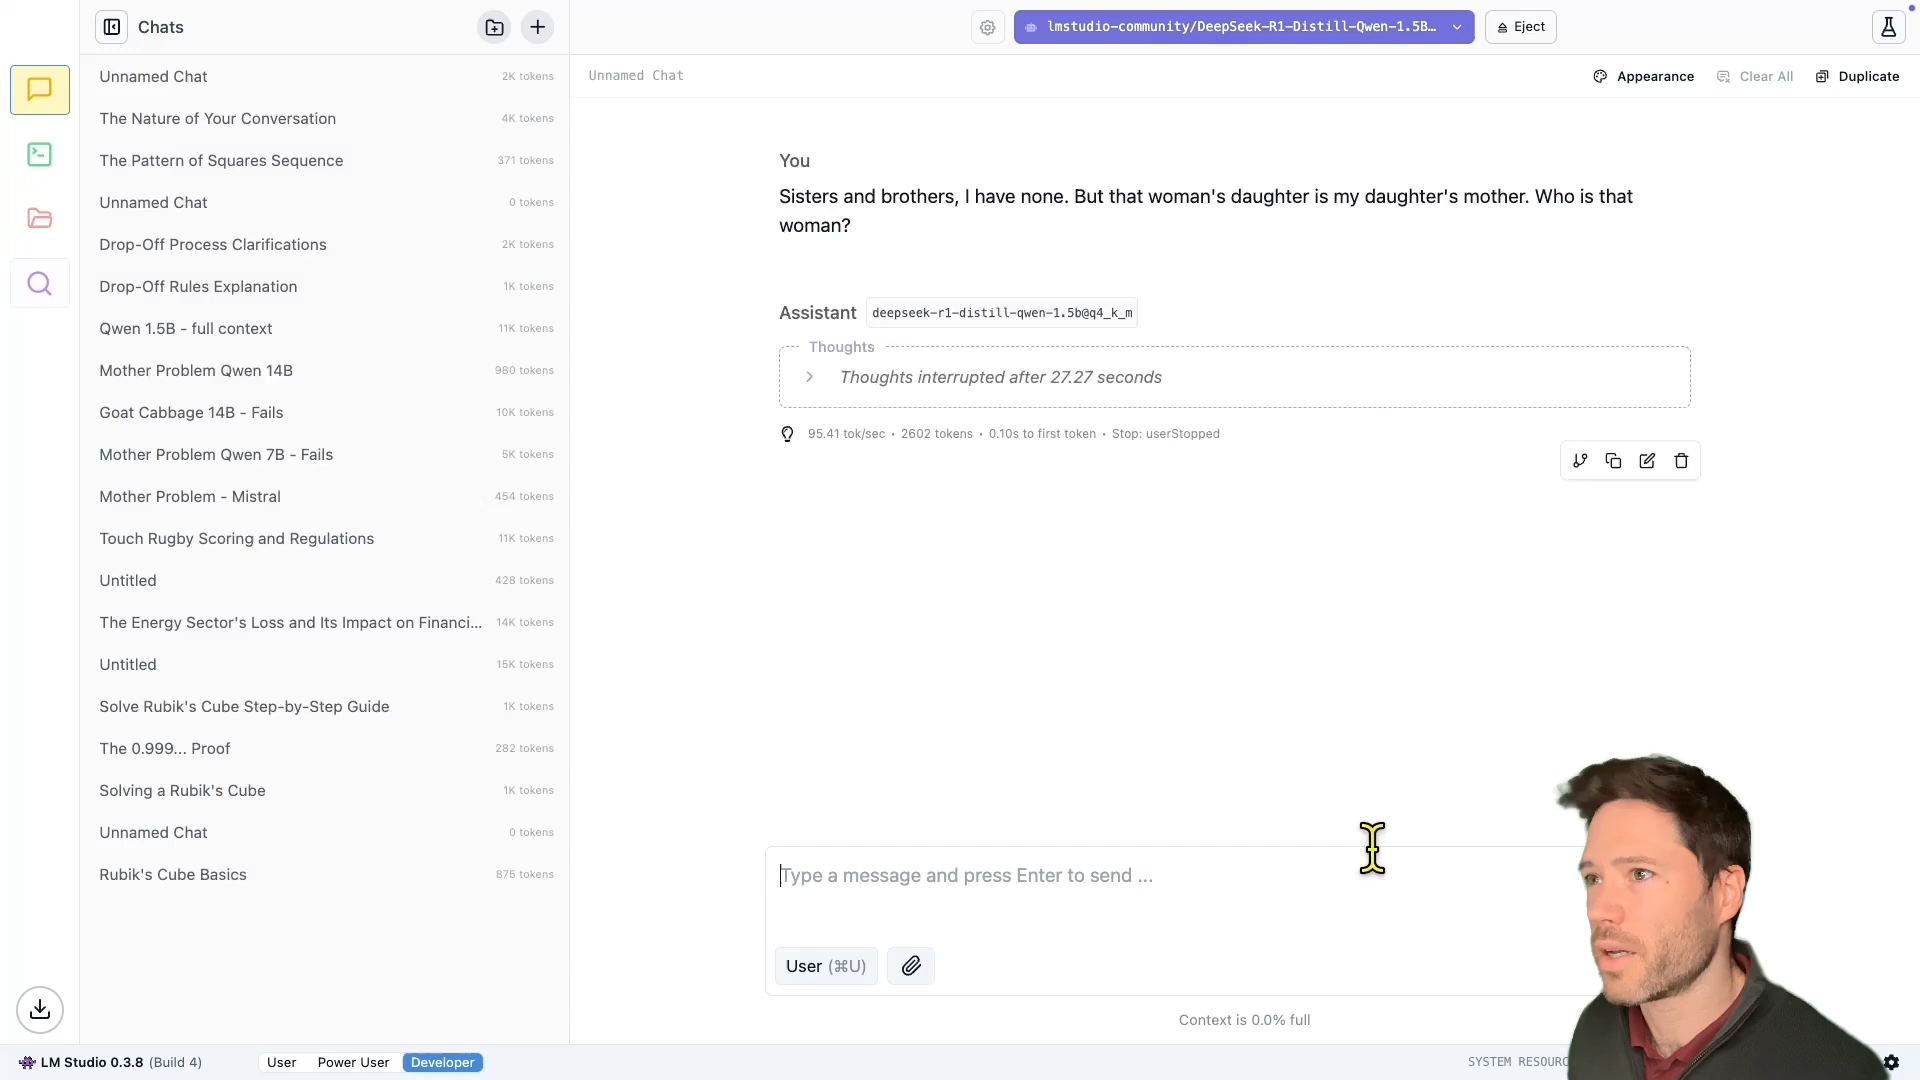 Chats
lmstudio-community/DeepSeek-R1-Distill-Qwen-1.5B…
Eject
Unnamed Chat 2K tokens
The Nature of Your Conversation 4K tokens
The Pattern of Squares Sequence 371 tokens
Unnamed Chat 0 tokens
Drop-Off Process Clarifications 2K tokens
Drop-Off Rules Explanation 1K tokens
Qwen 1.5B - full context 11K tokens
Mother Problem Qwen 14B 980 tokens
Goat Cabbage 14B - Fails 10K tokens
Mother Problem Qwen 7B - Fails 5K tokens
Mother Problem - Mistral 454 tokens
Touch Rugby Scoring and Regulations 11K tokens
Untitled 428 tokens
The Energy Sector's Loss and Its Impact on Financi... 14K tokens
Untitled 15K tokens
Solve Rubik's Cube Step-by-Step Guide 1K tokens
The 0.999... Proof 282 tokens
Solving a Rubik's Cube 1K tokens
Unnamed Chat 0 tokens
Rubik's Cube Basics 875 tokens
Unnamed Chat
Appearance Clear All Duplicate
You
Sisters and brothers, I have none. But that woman's daughter is my daughter's mother. Who is that
woman?
Assistant deepseek-r1-distill-qwen-1.5b@q4_k_m
Thoughts
Thoughts interrupted after 27.27 seconds
95.41 tok/sec • 2602 tokens • 0.10s to first token • Stop: userStopped
Type a message and press Enter to send ...
User (⌘U)
Context is 0.0% full
LM Studio 0.3.8 (Build 4) User Power User Developer
SYSTEM